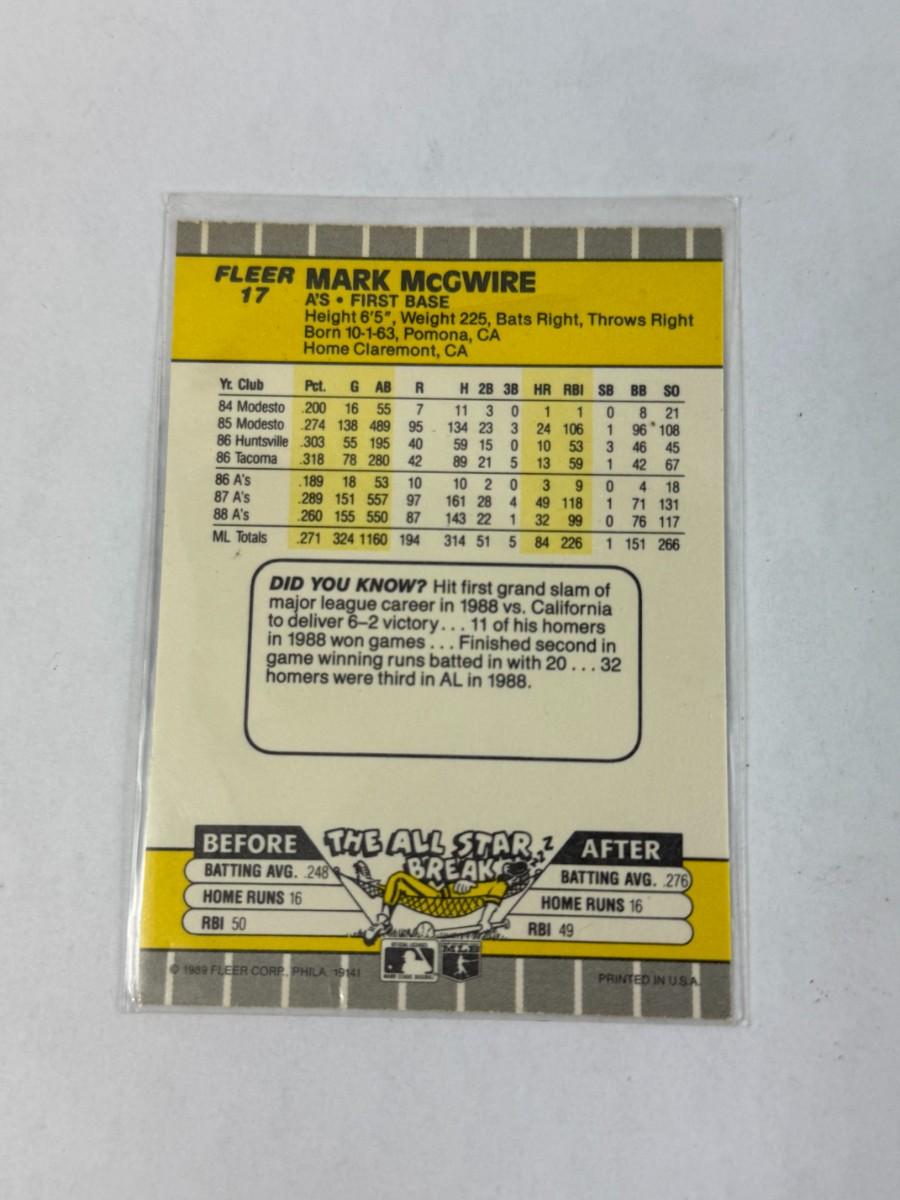 FLEER
17
MARK McGWIRE
A'S • FIRST BASE
Height 6'5", Weight 225, Bats Right, Throws Right
Born 10-1-63, Pomona, CA
Home Claremont, CA
Yr. Club Pct. G AB R H 2B 3B HR RBI SB BB SO
84 Modesto .200 16 55 7 11 3 0 1 1 0 8 21
85 Modesto .274 138 489 95 134 23 3 24 106 1 96 108
86 Huntsville .303 55 195 40 59 15 0 10 53 3 46 45
86 Tacoma .318 78 280 42 89 21 5 13 59 1 42 67
86 A's .189 18 53 10 10 2 0 3 9 0 4 18
87 A's .289 151 557 97 161 28 4 49 118 1 71 131
88 A's .260 155 550 87 143 22 1 32 99 0 76 117
ML Totals .271 324 1160 194 314 51 5 84 226 1 151 266
DID YOU KNOW? Hit first grand slam of
major league career in 1988 vs. California
to deliver 6–2 victory... 11 of his homers
in 1988 won games ... Finished second in
game winning runs batted in with 20 ... 32
homers were third in AL in 1988.
THE ALL STAR
BREAK
ZZZ
BEFORE
BATTING AVG. .248
HOME RUNS 16
RBI 50
AFTER
BATTING AVG. .276
HOME RUNS 16
RBI 49
MLB
© 1989 FLEER CORP., PHILA. 19141
PRINTED IN U.S.A.